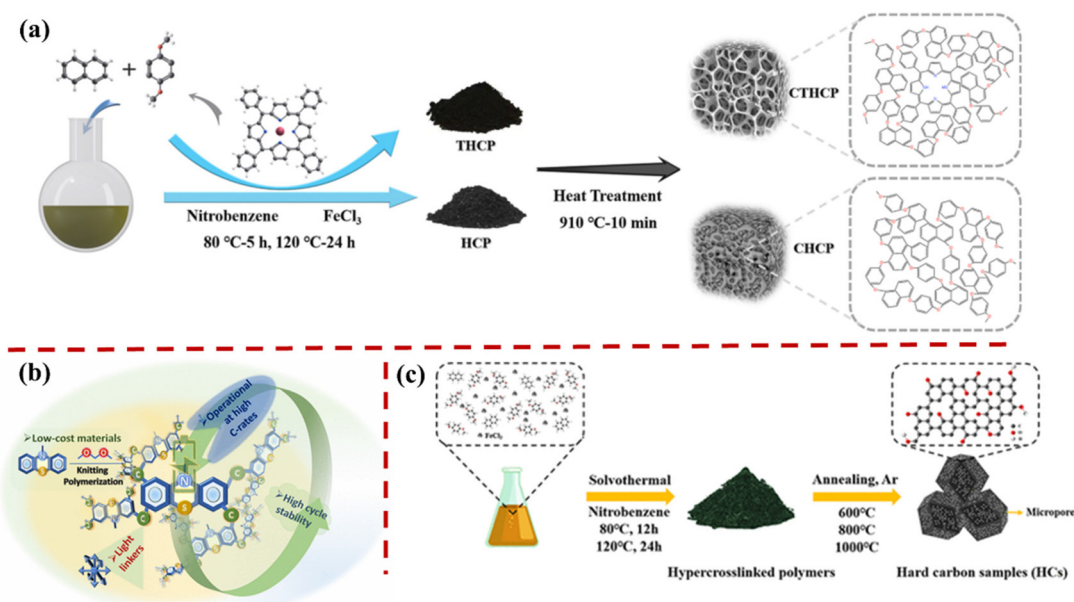 (a)
THCP
HCP
Nitrobenzene FeCl3
80 ℃-5 h, 120 ℃-24 h
Heat Treatment
910 ℃-10 min
CTHCP
CHCP
(b)
➢Operational
at high
C-rates
➢Low-cost materials
Knitting
Polymerization
C
C
N
S
C
C
➢High cycle
stability
➢Light
linkers
(c)
FeCl3
Solvothermal
Nitrobenzene
80℃, 12h
120℃, 24h
Hypercrosslinked polymers
Annealing, Ar
600℃
800℃
1000℃
Micropore
Hard carbon samples (HCs)